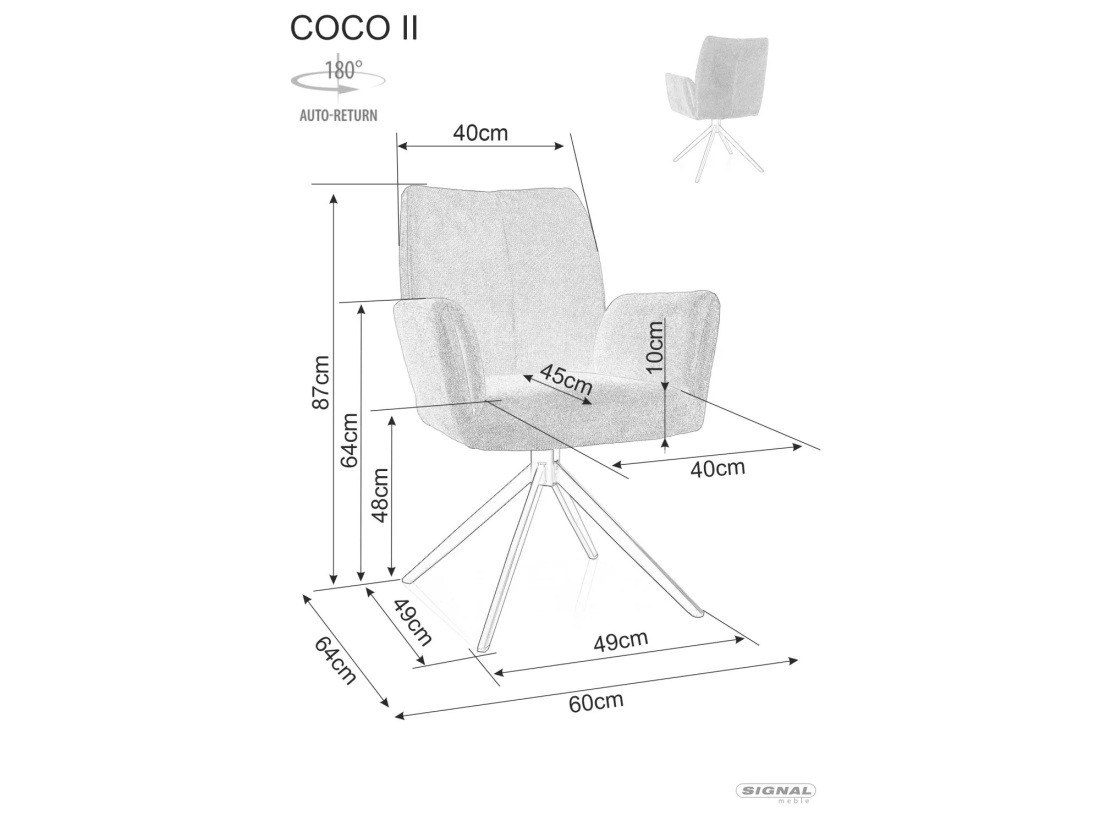 COCO II
180°
AUTO-RETURN
40cm
87cm
64cm
48cm
45cm
10cm
40cm
49cm
64cm
49cm
60cm
SIGNAL
meble